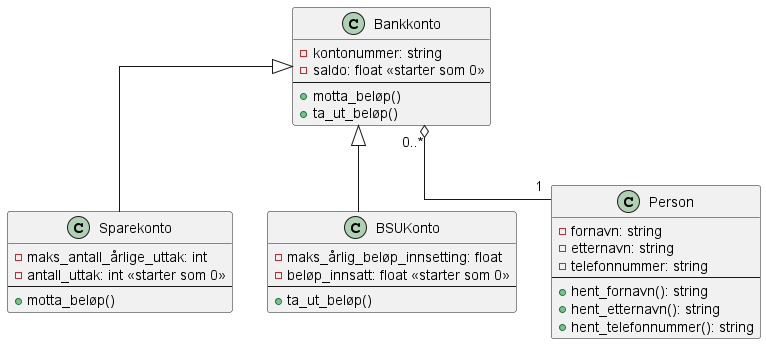 C Bankkonto
kontonummer: string
saldo: float «starter som 0»
motta_beløp()
ta_ut_beløp()
0..*
1
C Sparekonto
maks_antall_årlige_uttak: int
antall_uttak: int «starter som 0»
motta_beløp()
C BSUKonto
maks_årlig_beløp_innsetting: float
beløp_innsatt: float «starter som 0»
ta_ut_beløp()
C Person
fornavn: string
etternavn: string
telefonnummer: string
hent_fornavn(): string
hent_etternavn(): string
hent_telefonnummer(): string